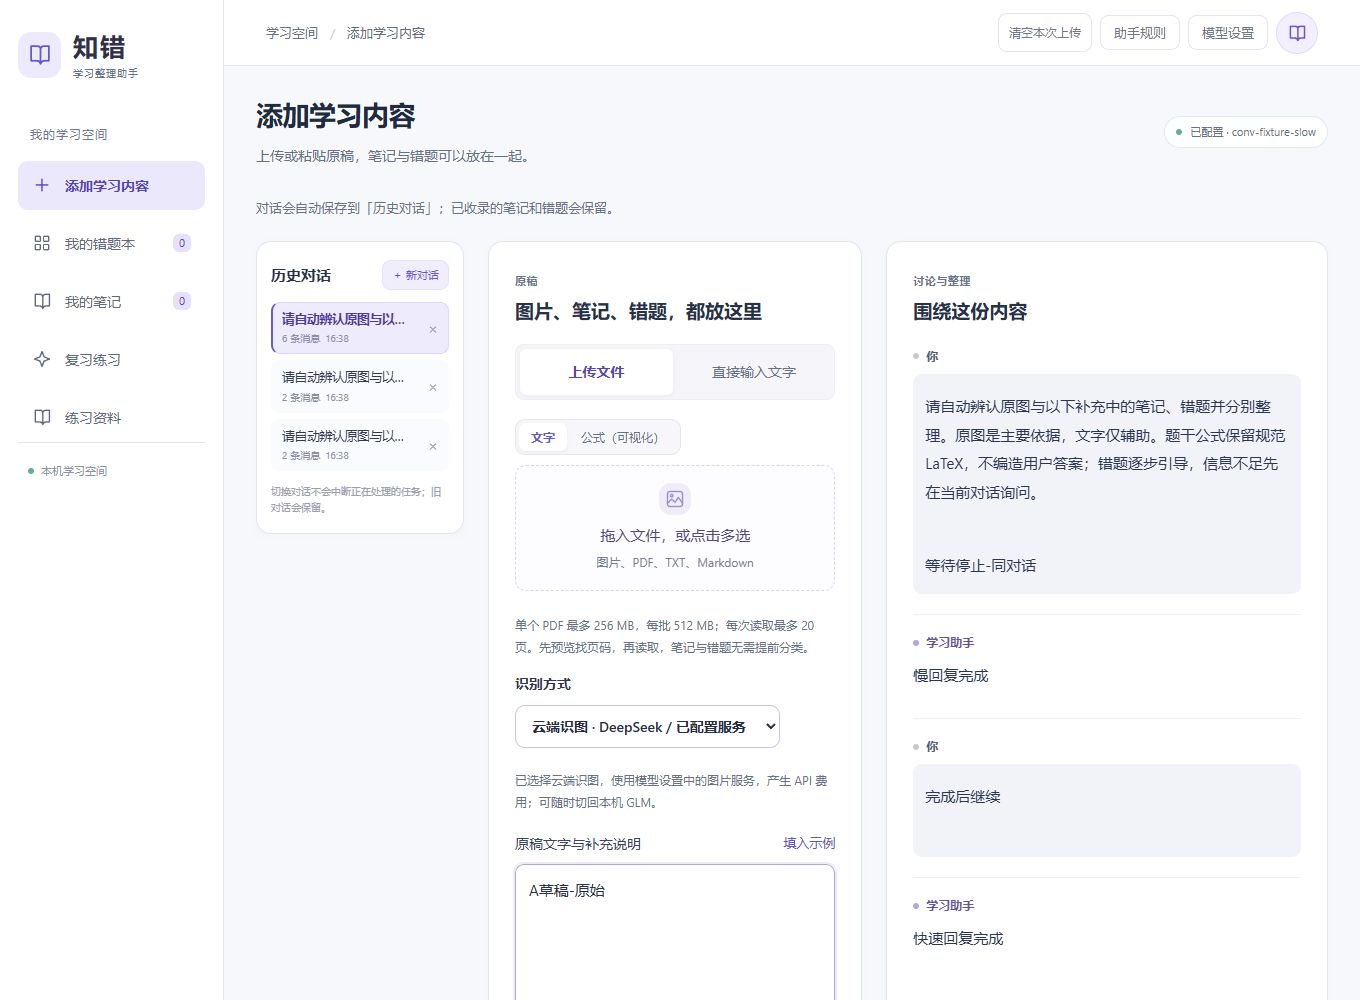 知错
学习整理助手
我的学习空间
添加学习内容
我的错题本 0
我的笔记 0
复习练习
练习资料
本机学习空间
学习空间 / 添加学习内容
清空本次上传
助手规则
模型设置
添加学习内容
上传或粘贴原稿，笔记与错题可以放在一起。
已配置 · conv-fixture-slow
对话会自动保存到「历史对话」；已收录的笔记和错题会保留。
历史对话
+ 新对话
请自动辨认原图与以...
6 条消息 16:38
×
请自动辨认原图与以...
2 条消息 16:38
×
请自动辨认原图与以...
2 条消息 16:38
×
切换对话不会中断正在处理的任务；旧
对话会保留。
原稿
图片、笔记、错题，都放这里
上传文件
直接输入文字
文字
公式（可视化）
拖入文件，或点击多选
图片、PDF、TXT、Markdown
单个 PDF 最多 256 MB，每批 512 MB；每次读取最多 20
页。先预览找页码，再读取，笔记与错题无需提前分类。
识别方式
云端识图 · DeepSeek / 已配置服务
已选择云端识图，使用模型设置中的图片服务，产生 API 费
用；可随时切回本机 GLM。
原稿文字与补充说明
填入示例
A草稿-原始
讨论与整理
围绕这份内容
你
请自动辨认原图与以下补充中的笔记、错题并分别整
理。原图是主要依据，文字仅辅助。题干公式保留规范
LaTeX，不编造用户答案；错题逐步引导，信息不足先
在当前对话询问。
等待停止-同对话
学习助手
慢回复完成
你
完成后继续
学习助手
快速回复完成